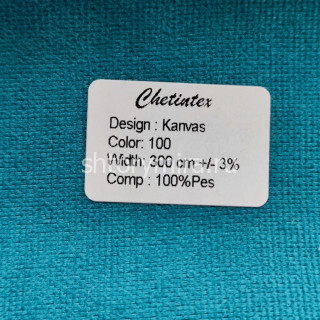 Chetintex
Design : Kanvas
Color: 100
Width: 300 cm +/- 3%
Comp : 100%Pes